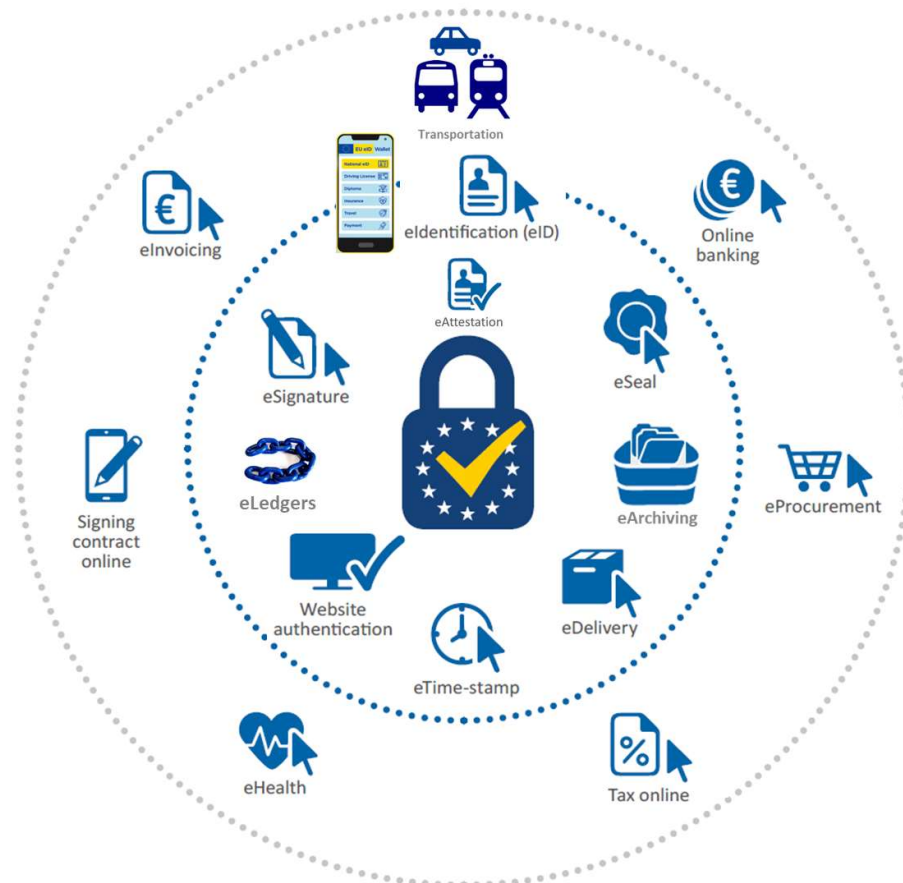 Transportation
EU eID Wallet
National eID
Driving License
Diploma
Insurance
Travel
Payment
eIdentification (eID)
eInvoicing
Online
banking
eAttestation
eSignature
eSeal
eLedgers
eArchiving
Signing
contract
online
eProcurement
Website
authentication
eDelivery
eTime-stamp
eHealth
Tax online